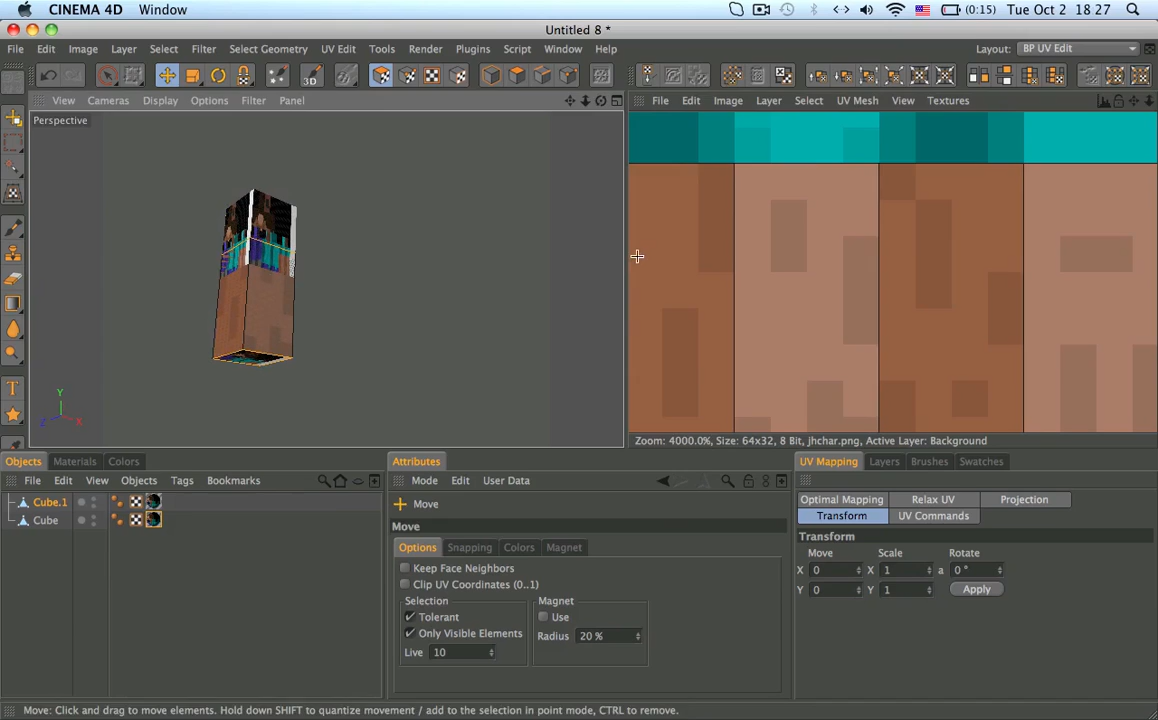 CINEMA 4D Window (0:15) Tue Oct 2 18:27
Untitled 8 *
File Edit Image Layer Select Filter Select Geometry UV Edit Tools Render Plugins Script Window Help Layout: BP UV Edit
View Cameras Display Options Filter Panel
File Edit Image Layer Select UV Mesh View Textures
Perspective
Y
Z X
Zoom: 4000.0%, Size: 64x32, 8 Bit, jhchar.png, Active Layer: Background
Objects Materials Colors
File Edit View Objects Tags Bookmarks
Cube.1
Cube
Attributes
Mode Edit User Data
Move
Move
Options Snapping Colors Magnet
Keep Face Neighbors
Clip UV Coordinates (0..1)
Selection Magnet
Tolerant Use
Only Visible Elements Radius 20 %
Live 10
UV Mapping Layers Brushes Swatches
Optimal Mapping Relax UV Projection
Transform UV Commands
Transform
Move Scale Rotate
X 0 X 1 a 0 °
Y 0 Y 1 Apply
Move: Click and drag to move elements. Hold down SHIFT to quantize movement / add to the selection in point mode, CTRL to remove.